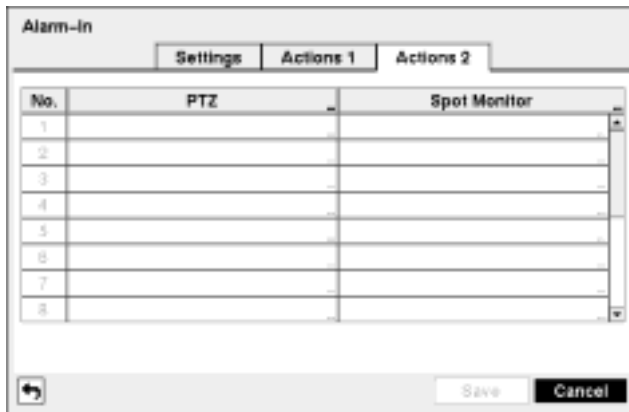 Alarm-In
Settings Actions 1 Actions 2
No. PTZ ... Spot Monitor ...
1 ... ...
2 ... ...
3 ... ...
4 ... ...
5 ... ...
6 ... ...
7 ... ...
8 ... ...
Save Cancel